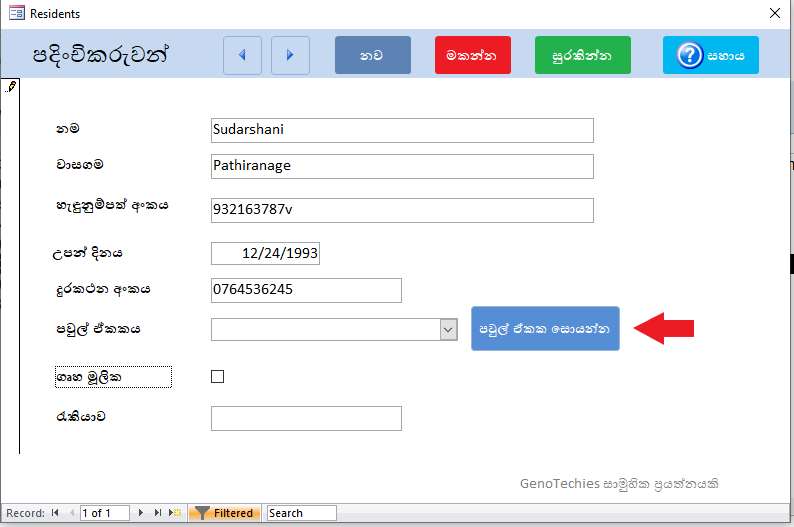 Residents
පදිංචිකරුවන්
නව
මකන්න
සුරකින්න
? සහාය
නම
Sudarshani
වාසගම
Pathiranage
හැඳුනුම්පත් අංකය
932163787v
උපන් දිනය
12/24/1993
දුරකථන අංකය
0764536245
පවුල් ඒකකය
පවුල් ඒකක සොයන්න
ගෘහ මූලික
රැකියාව
GenoTechies සාමුහික ප්‍රයත්නයකි
Record: 1 of 1 Filtered Search